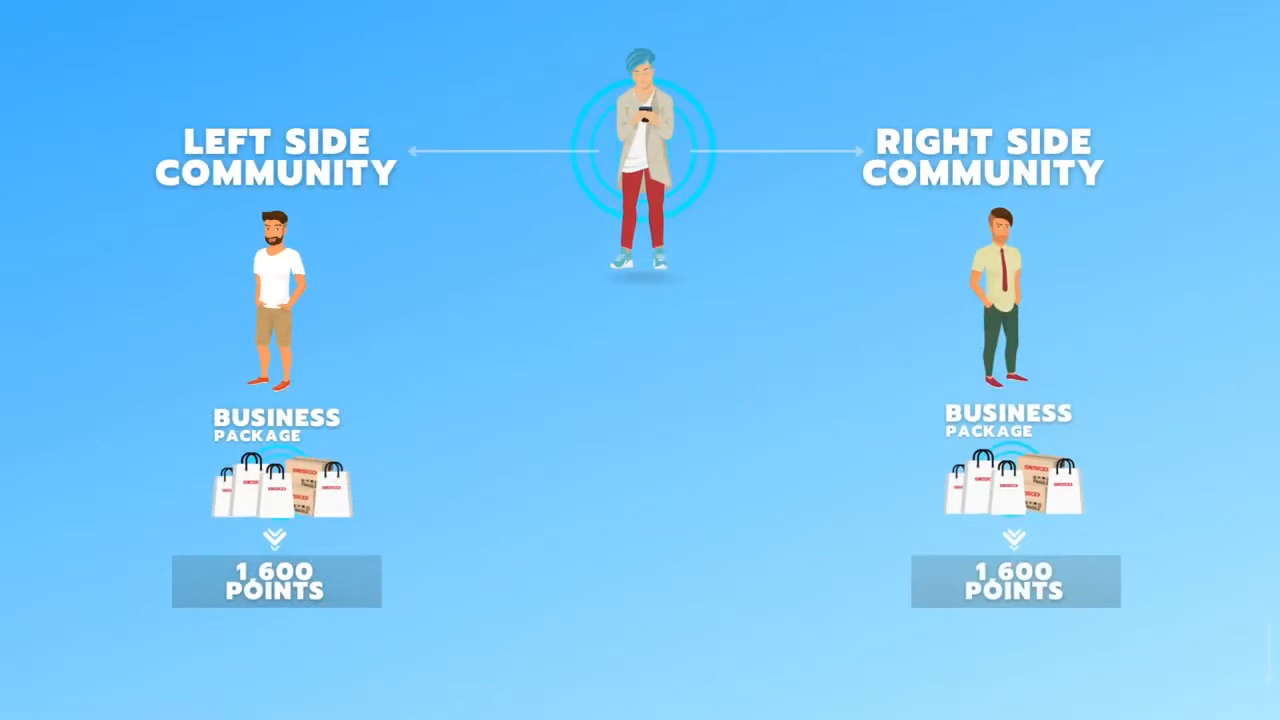 LEFT SIDE
COMMUNITY
RIGHT SIDE
COMMUNITY
BUSINESS
PACKAGE
1,600
POINTS
BUSINESS
PACKAGE
1,600
POINTS